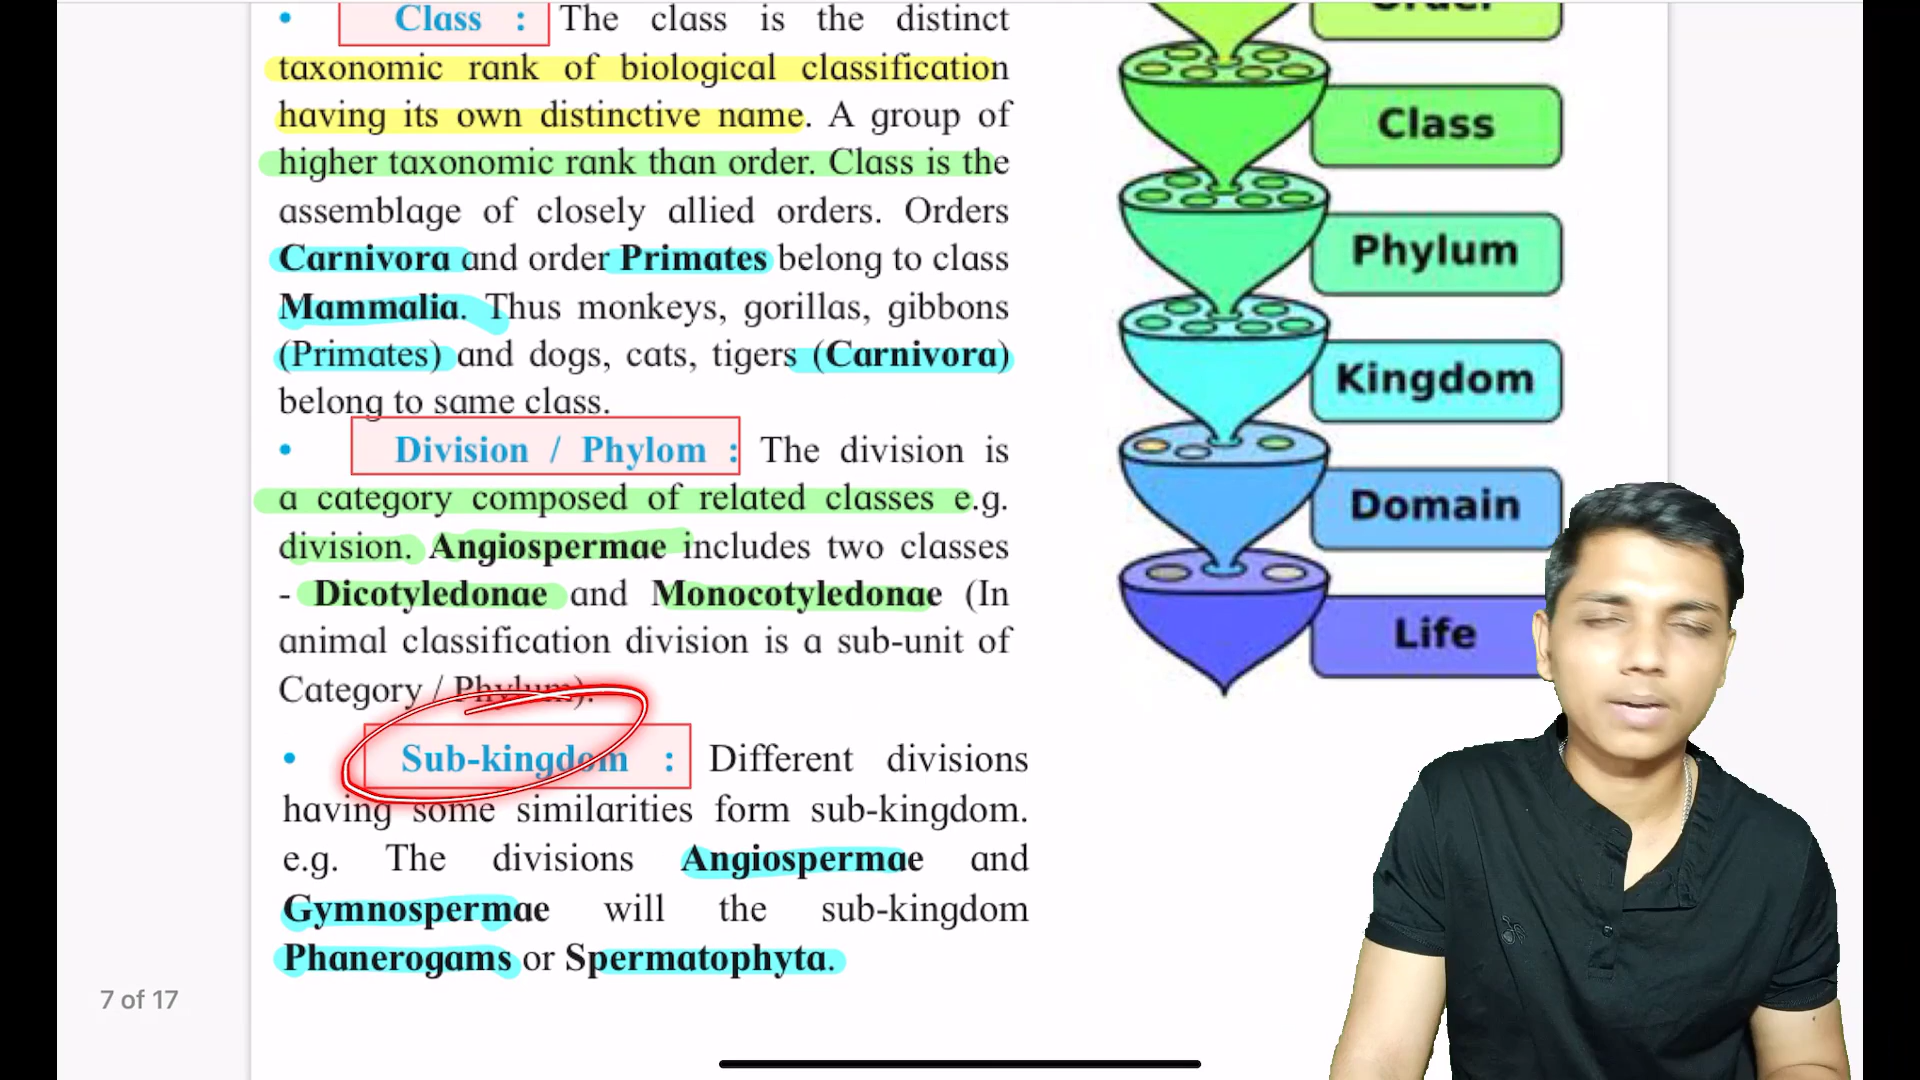 • Class : The class is the distinct
taxonomic rank of biological classification
having its own distinctive name. A group of
higher taxonomic rank than order. Class is the
assemblage of closely allied orders. Orders
Carnivora and order Primates belong to class
Mammalia. Thus monkeys, gorillas, gibbons
(Primates) and dogs, cats, tigers (Carnivora)
belong to same class.
• Division / Phylom : The division is
a category composed of related classes e.g.
division. Angiospermae includes two classes
- Dicotyledonae and Monocotyledonae (In
animal classification division is a sub-unit of
Category / Phylum).
• Sub-kingdom : Different divisions
having some similarities form sub-kingdom.
e.g. The divisions Angiospermae and
Gymnospermae will the sub-kingdom
Phanerogams or Spermatophyta.
7 of 17
Order
Class
Phylum
Kingdom
Domain
Life